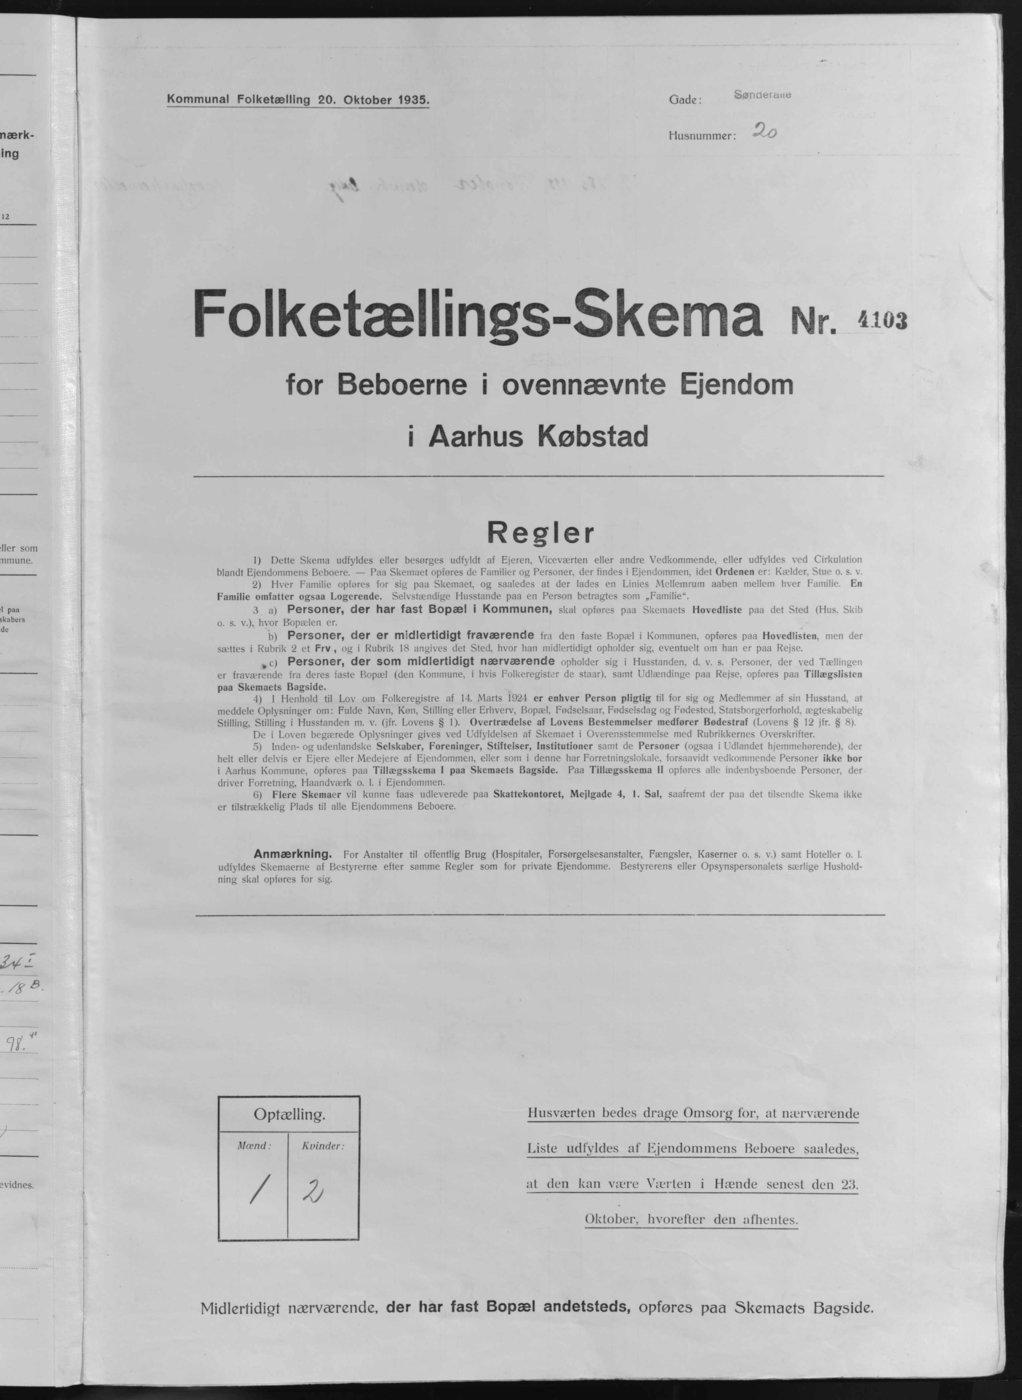 Kommunal Folketælling 20. Oktober 1935.
Gade: Sønderalle
Husnummer: 20
Folketællings-Skema Nr. 4103
for Beboerne i ovennævnte Ejendom
i Aarhus Købstad
Regler
1) Dette Skema udfyldes eller besørges udfyldt af Ejeren, Viceværten eller andre Vedkommende, eller udfyldes ved Cirkulation
blandt Ejendommens Beboere. — Paa Skemaet opføres de Familier og Personer, der findes i Ejendommen, idet Ordenen er: Kælder, Stue o. s. v.
2) Hver Familie opføres for sig paa Skemaet, og saaledes at der lades en Linies Mellemrum aaben mellem hver Familie. En
Familie omfatter ogsaa Logerende. Selvstændige Husstande paa en Person betragtes som „Familie“.
3 a) Personer, der har fast Bopæl i Kommunen, skal opføres paa Skemaets Hovedliste paa det Sted (Hus, Skib
o. s. v.), hvor Bopælen er.
b) Personer, der er midlertidigt fraværende fra den faste Bopæl i Kommunen, opføres paa Hovedlisten, men der
sættes i Rubrik 2 et Frv., og i Rubrik 18 angives det Sted, hvor han midlertidigt opholder sig, eventuelt om han er paa Rejse.
c) Personer, der som midlertidigt nærværende opholder sig i Husstanden, d. v. s. Personer, der ved Tællingen
er fraværende fra deres faste Bopæl (den Kommune, i hvis Folkeregister de staar), samt Udlændinge paa Rejse, opføres paa Tillægslisten
paa Skemaets Bagside.
4) I Henhold til Lov om Folkeregistre af 14. Marts 1924 er enhver Person pligtig til for sig og Medlemmer af sin Husstand, at
meddele Oplysninger om: Fulde Navn, Køn, Stilling eller Erhverv, Bopæl, Fødselsaar, Fødselsdag og Fødested, Statsborgerforhold, ægteskabelig
Stilling, Stilling i Husstanden m. v. (jfr. Lovens § 1). Overtrædelse af Lovens Bestemmelser medfører Bødestraf (Lovens § 12 jfr. § 8).
De i Loven begærede Oplysninger gives ved Udfyldelsen af Skemaet i Overensstemmelse med Rubrikkernes Overskrifter.
5) Inden- og udenlandske Selskaber, Foreninger, Stiftelser, Institutioner samt de Personer (ogsaa i Udlandet hjemmehørende), der
helt eller delvis er Ejere eller Medejere af Ejendommen, eller som i denne har Forretningslokale, forsaavidt vedkommende Personer ikke bor
i Aarhus Kommune, opføres paa Tillægsskema I paa Skemaets Bagside. Paa Tillægsskema II opføres alle indenbysboende Personer, der
driver Forretning, Haandværk o. l. i Ejendommen.
6) Flere Skemaer vil kunne faas udleverede paa Skattekontoret, Mejlgade 4, 1. Sal, saafremt der paa det tilsendte Skema ikke
er tilstrækkelig Plads til alle Ejendommens Beboere.
Anmærkning. For Anstalter til offentlig Brug (Hospitaler, Forsørgelsesanstalter, Fængsler, Kaserner o. s. v.) samt Hoteller o. l.
udfyldes Skemaerne af Bestyrerne efter samme Regler som for private Ejendomme. Bestyrerens eller Opsynspersonalets særlige Hushold-
ning skal opføres for sig.
Optælling.
Mænd: Kvinder:
1 2
Husværten bedes drage Omsorg for, at nærværende
Liste udfyldes af Ejendommens Beboere saaledes,
at den kan være Værten i Hænde senest den 23.
Oktober, hvorefter den afhentes.
Midlertidigt nærværende, der har fast Bopæl andetsteds, opføres paa Skemaets Bagside.